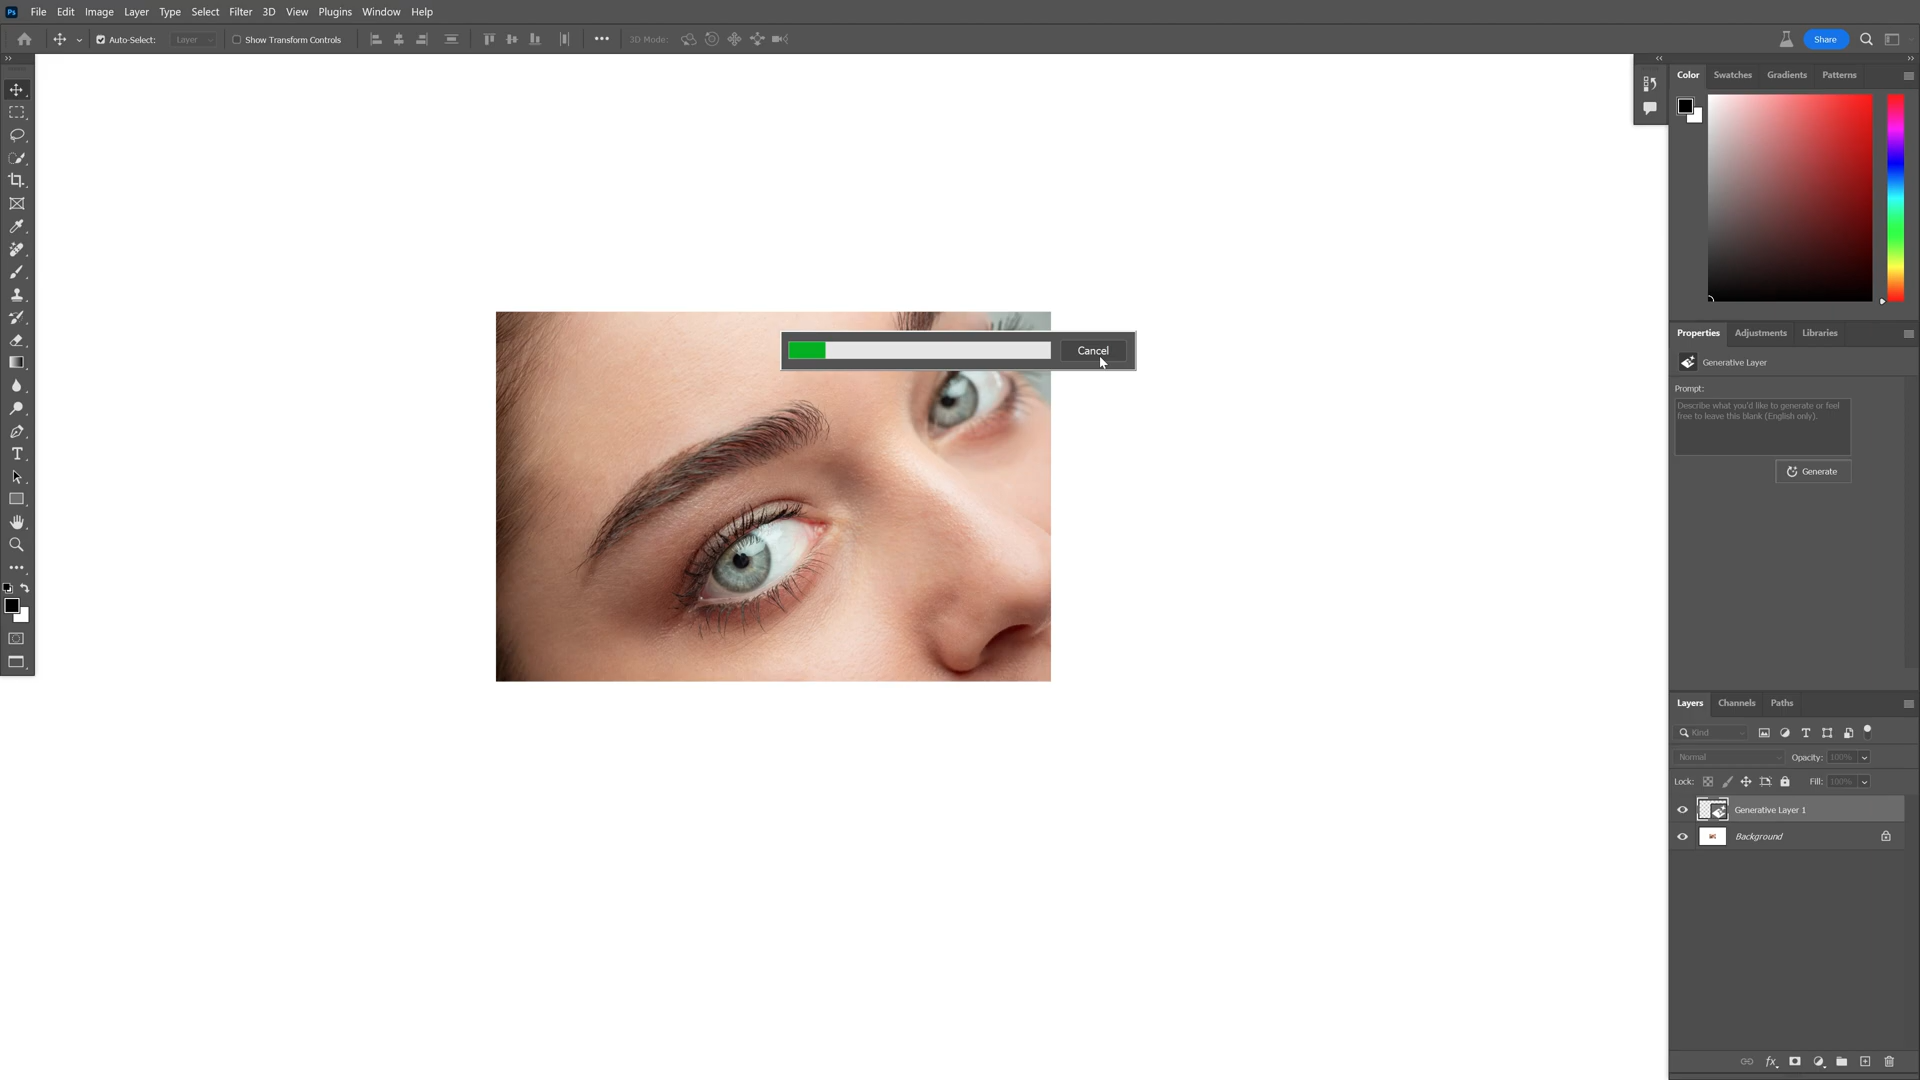 Ps File Edit Image Layer Type Select Filter 3D View Plugins Window Help
Auto-Select: Layer Show Transform Controls 3D Mode: Share
Color Swatches Gradients Patterns
Cancel
Properties Adjustments Libraries
Generative Layer
Prompt:
Describe what you'd like to generate or feel
free to leave this blank (English only).
Generate
T
Layers Channels Paths
Kind T
Normal Opacity: 100%
Lock: Fill: 100%
Generative Layer 1
Background
fx